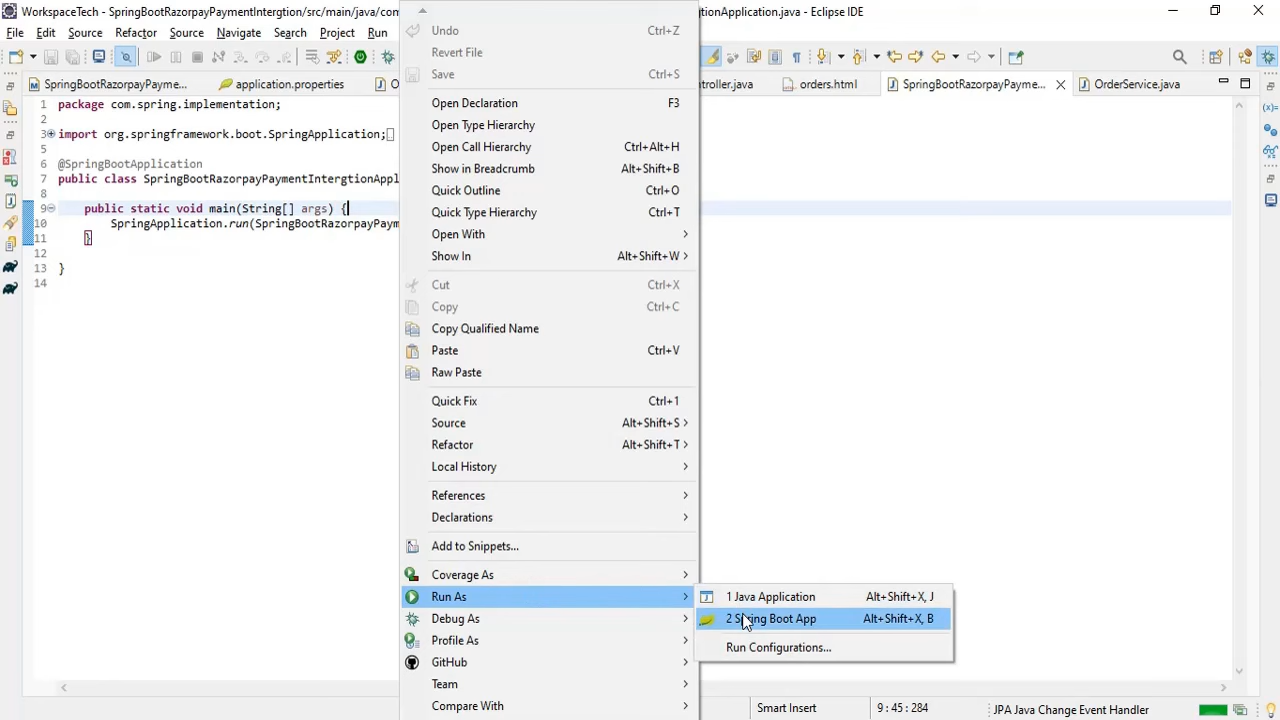 WorkspaceTech - SpringBootRazorpayPaymentIntergtion/src/main/java/com
ntergtionApplication.java - Eclipse IDE
File Edit Source Refactor Source Navigate Search Project Run
SpringBootRazorpayPayme... application.properties O
troller.java orders.html SpringBootRazorpayPayme... OrderService.java
1 package com.spring.implementation;
2
3 import org.springframework.boot.SpringApplication;
5
6 @SpringBootApplication
7 public class SpringBootRazorpayPaymentIntergtionAppl
8
9 public static void main(String[] args) {
10 SpringApplication.run(SpringBootRazorpayPaym
11 }
12
13 }
14
Undo Ctrl+Z
Revert File
Save Ctrl+S
Open Declaration F3
Open Type Hierarchy
Open Call Hierarchy Ctrl+Alt+H
Show in Breadcrumb Alt+Shift+B
Quick Outline Ctrl+O
Quick Type Hierarchy Ctrl+T
Open With
Show In Alt+Shift+W
Cut Ctrl+X
Copy Ctrl+C
Copy Qualified Name
Paste Ctrl+V
Raw Paste
Quick Fix Ctrl+1
Source Alt+Shift+S
Refactor Alt+Shift+T
Local History
References
Declarations
Add to Snippets...
Coverage As
Run As
Debug As
Profile As
GitHub
Team
Compare With
1 Java Application Alt+Shift+X, J
2 Spring Boot App Alt+Shift+X, B
Run Configurations...
Smart Insert 9 : 45 : 284 JPA Java Change Event Handler